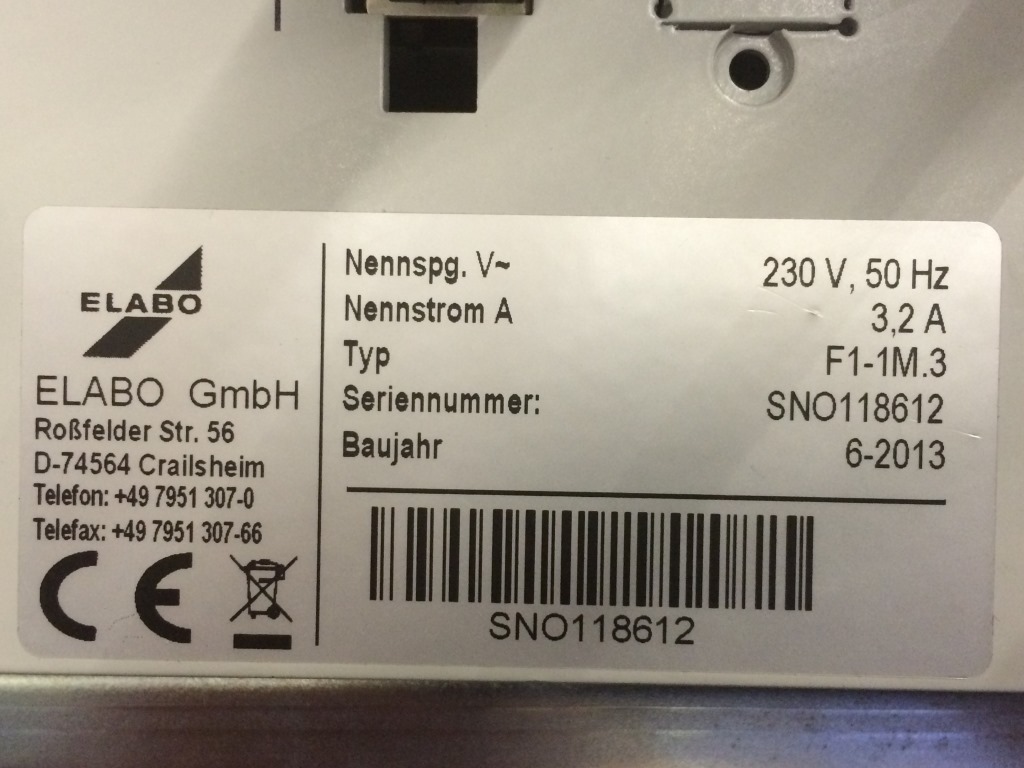 ELABO
ELABO GmbH
Roßfelder Str. 56
D-74564 Crailsheim
Telefon: +49 7951 307-0
Telefax: +49 7951 307-66
CE
Nennspg. V~ 230 V, 50 Hz
Nennstrom A 3,2 A
Typ F1-1M.3
Seriennummer: SNO118612
Baujahr 6-2013
SNO118612